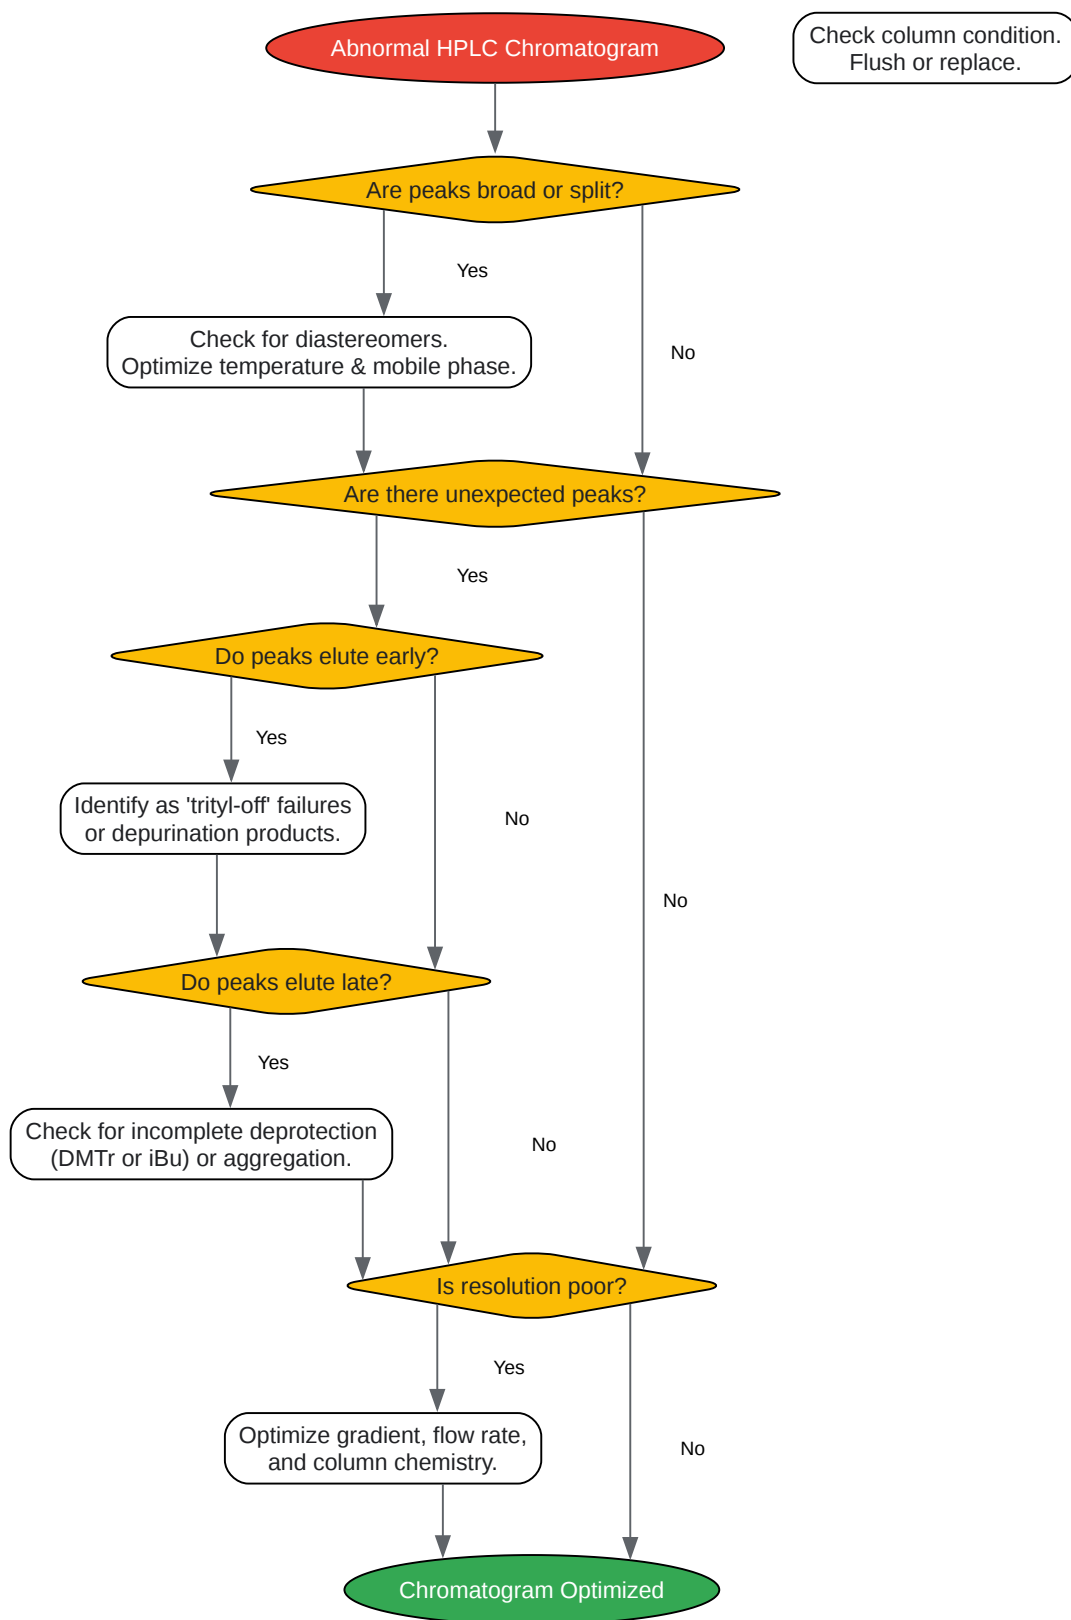 Abnormal HPLC Chromatogram
Check column condition.
Flush or replace.
Are peaks broad or split?
Yes
No
Check for diastereomers.
Optimize temperature & mobile phase.
Are there unexpected peaks?
Yes
No
Do peaks elute early?
Yes
No
Identify as 'trityl-off' failures
or depurination products.
Do peaks elute late?
Yes
No
Check for incomplete deprotection
(DMTr or iBu) or aggregation.
Is resolution poor?
Yes
No
Optimize gradient, flow rate,
and column chemistry.
Chromatogram Optimized